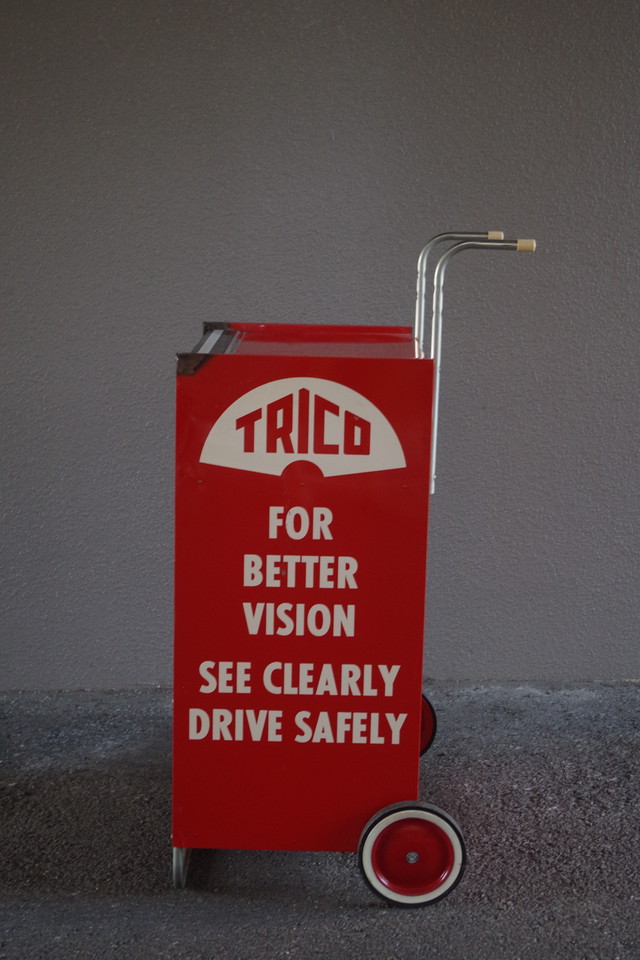 TRICO
FOR
BETTER
VISION
SEE CLEARLY
DRIVE SAFELY